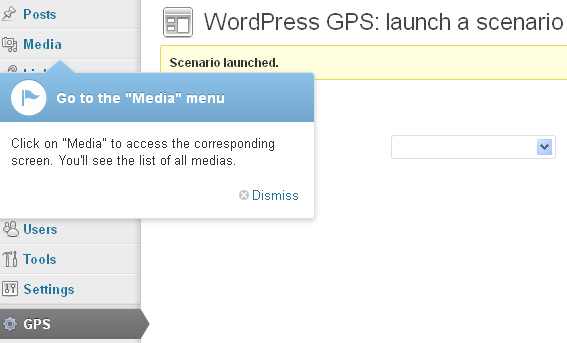 Posts
WordPress GPS: launch a scenario
Media
Scenario launched.
Go to the "Media" menu
Click on "Media" to access the corresponding
screen. You'll see the list of all medias.
Dismiss
Users
Tools
Settings
GPS